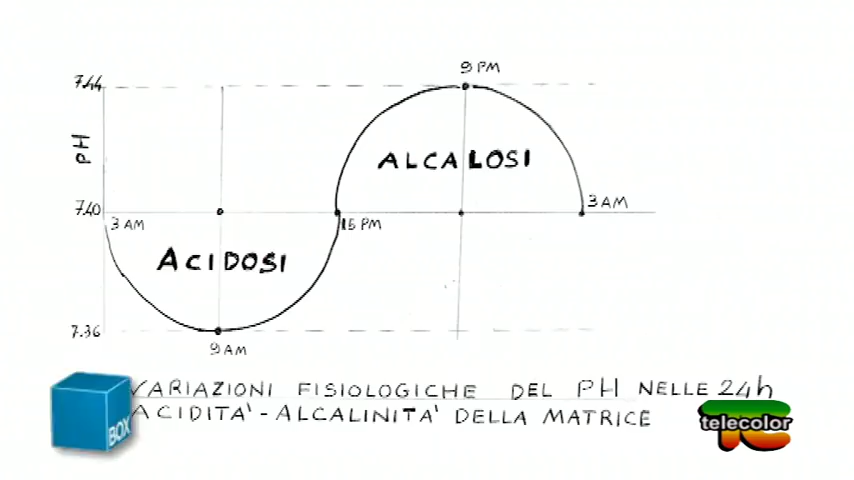 9 PM
7.44
PH
ALCALOSI
7.40
3 AM
15 PM
3 AM
ACIDOSI
7.36
9 AM
VARIAZIONI FISIOLOGICHE DEL PH NELLE 24h
ACIDITA'-ALCALINITA' DELLA MATRICE
BOX
telecolor